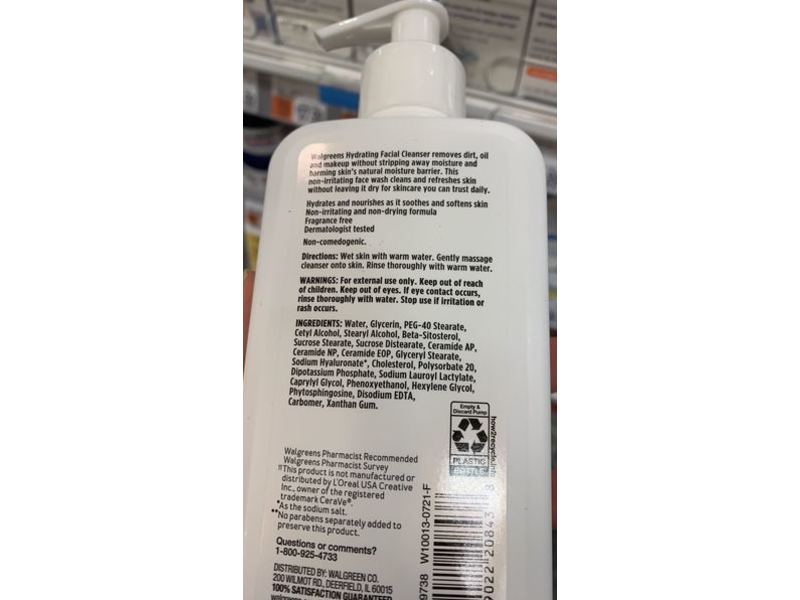 Walgreens Hydrating Facial Cleanser removes dirt, oil
and makeup without stripping away moisture and
harming skin's natural moisture barrier. This
non-irritating face wash cleans and refreshes skin
without leaving it dry for skincare you can trust daily.
Hydrates and nourishes as it soothes and softens skin
Non-irritating and non-drying formula
Fragrance free
Dermatologist tested
Non-comedogenic.
Directions: Wet skin with warm water. Gently massage
cleanser onto skin. Rinse thoroughly with warm water.
WARNINGS: For external use only. Keep out of reach
of children. Keep out of eyes. If eye contact occurs,
rinse thoroughly with water. Stop use if irritation or
rash occurs.
INGREDIENTS: Water, Glycerin, PEG-40 Stearate,
Cetyl Alcohol, Stearyl Alcohol, Beta-Sitosterol,
Sucrose Stearate, Sucrose Distearate, Ceramide AP,
Ceramide NP, Ceramide EOP, Glyceryl Stearate,
Sodium Hyaluronate*, Cholesterol, Polysorbate 20,
Dipotassium Phosphate, Sodium Lauroyl Lactylate,
Caprylyl Glycol, Phenoxyethanol, Hexylene Glycol,
Phytosphingosine, Disodium EDTA,
Carbomer, Xanthan Gum.
Empty &
Discard Pump
PLASTIC
BOTTLE
how2recycle.info
Walgreens Pharmacist Recommended
Walgreens Pharmacist Survey
††This product is not manufactured or
distributed by L'Oreal USA Creative
Inc., owner of the registered
trademark CeraVe®.
*As the sodium salt.
**No parabens separately added to
preserve this product.
Questions or comments?
1-800-925-4733
DISTRIBUTED BY: WALGREEN CO.
200 WILMOT RD., DEERFIELD, IL 60015
100% SATISFACTION GUARANTEED
W10013-0721-F